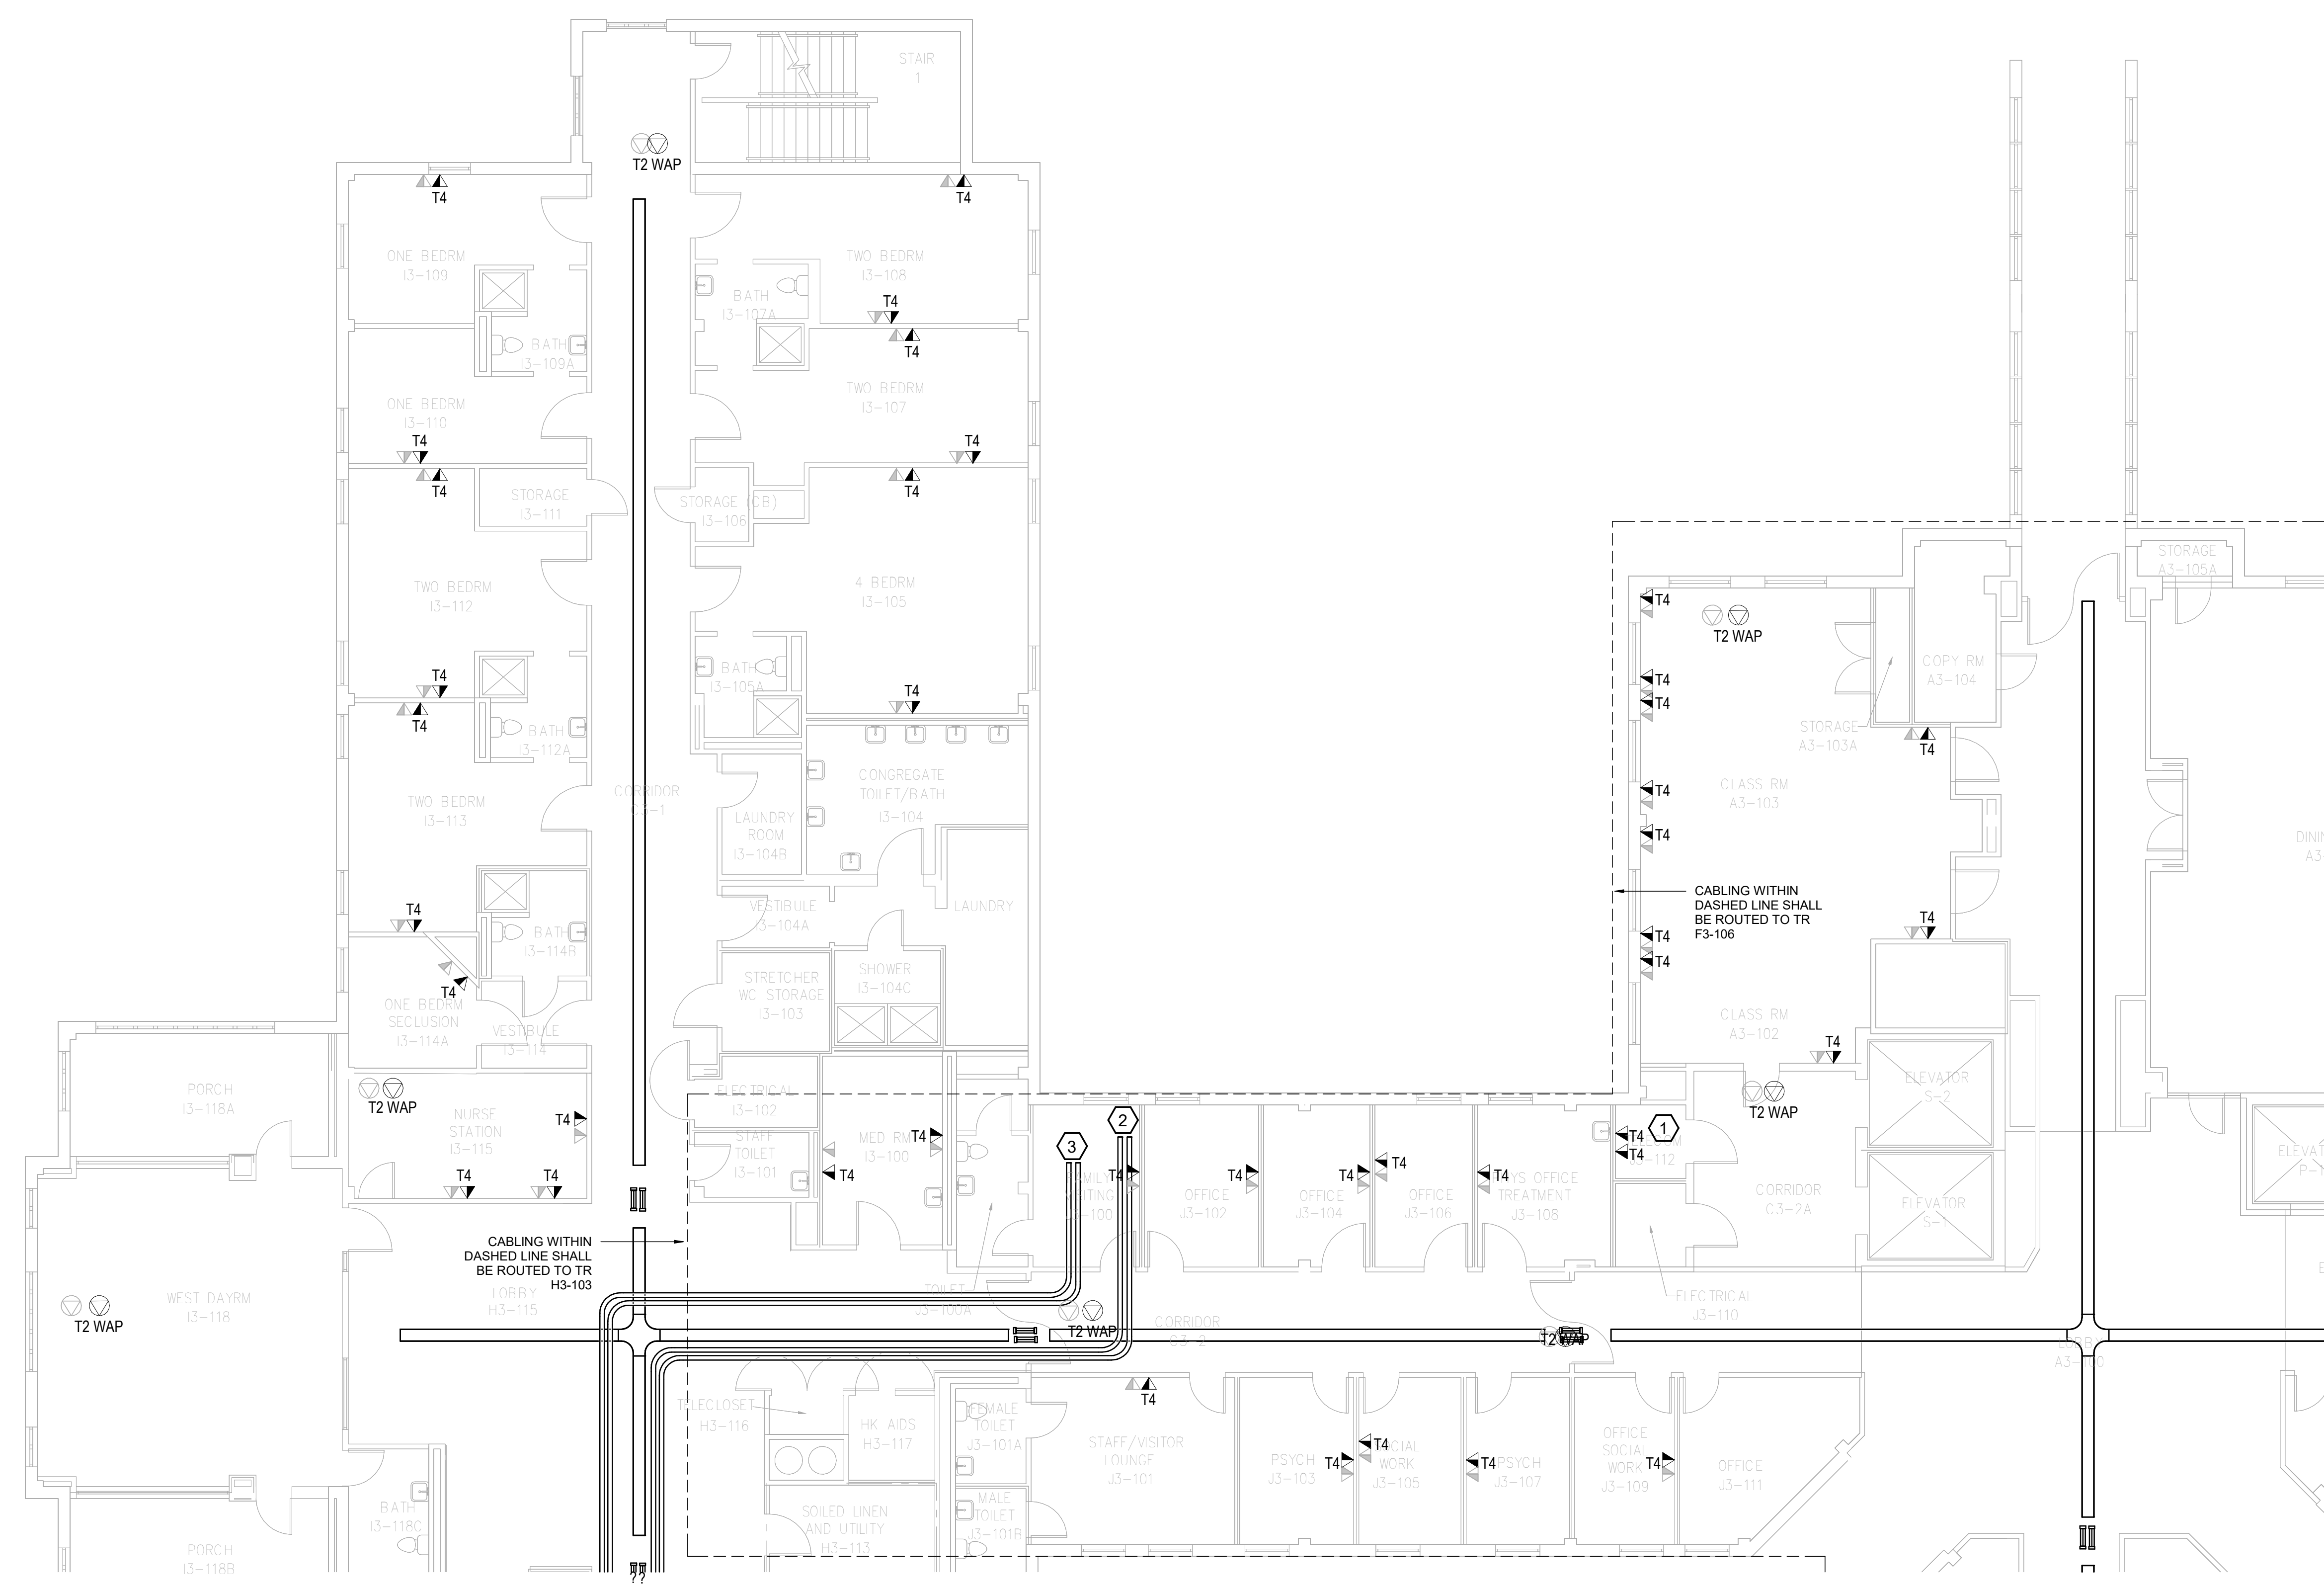 STAIR
1
T2 WAP
T4
T4
ONE BEDRM
I3-109
TWO BEDRM
I3-108
BATH
I3-107A
T4
BATH
I3-109A
T4
TWO BEDRM
I3-107
ONE BEDRM
I3-110
T4
T4
T4
T4
STORAGE
I3-111
STORAGE (CB)
I3-106
TWO BEDRM
I3-112
4 BEDRM
I3-105
T4
BATH
I3-105A
T4
T4
BATH
I3-112A
TWO BEDRM
I3-113
CORRIDOR
C3-1
CONGREGATE
TOILET/BATH
I3-104
LAUNDRY
ROOM
I3-104B
T4
VESTIBULE
I3-104A
LAUNDRY
BATH
I3-114B
T4
ONE BEDRM
SECLUSION
I3-114A
VESTIBULE
I3-114
STRETCHER
WC STORAGE
I3-103
SHOWER
I3-104C
PORCH
I3-118A
T2 WAP
NURSE
STATION
I3-115
T4
T4
T4
ELECTRICAL
I3-102
STAFF
TOILET
I3-101
MED RM
I3-100
T4
T4
WEST DAYRM
I3-118
T2 WAP
CABLING WITHIN
DASHED LINE SHALL
BE ROUTED TO TR
H3-103
LOBBY
H3-115
TOILET
J3-100A
3
2
1
T4
T4
OFFICE
J3-102
T4
OFFICE
J3-104
T4
OFFICE
J3-106
T4
OFFICE
TREATMENT
J3-108
T4
T4
ELECTRICAL
J3-110
T2 WAP
CORRIDOR
C3-2
T2 WAP
TELECLOSET
H3-116
HK AIDS
H3-117
FEMALE
TOILET
J3-101A
MALE
TOILET
J3-101B
SOILED LINEN
AND UTILITY
H3-113
T4
STAFF/VISITOR
LOUNGE
J3-101
PSYCH
J3-103
T4
T4
SOCIAL
WORK
J3-105
T4
PSYCH
J3-107
OFFICE
SOCIAL
WORK
J3-109
T4
OFFICE
J3-111
BATH
I3-118C
PORCH
I3-118B
??
STORAGE
A3-105A
T4
T2 WAP
COPY RM
A3-104
T4
T4
STORAGE
A3-103A
T4
CLASS RM
A3-103
T4
T4
CABLING WITHIN
DASHED LINE SHALL
BE ROUTED TO TR
F3-106
T4
T4
T4
CLASS RM
A3-102
T4
T2 WAP
ELEVATOR
S-2
CORRIDOR
C3-2A
ELEVATOR
S-1
LOBBY
A3-100